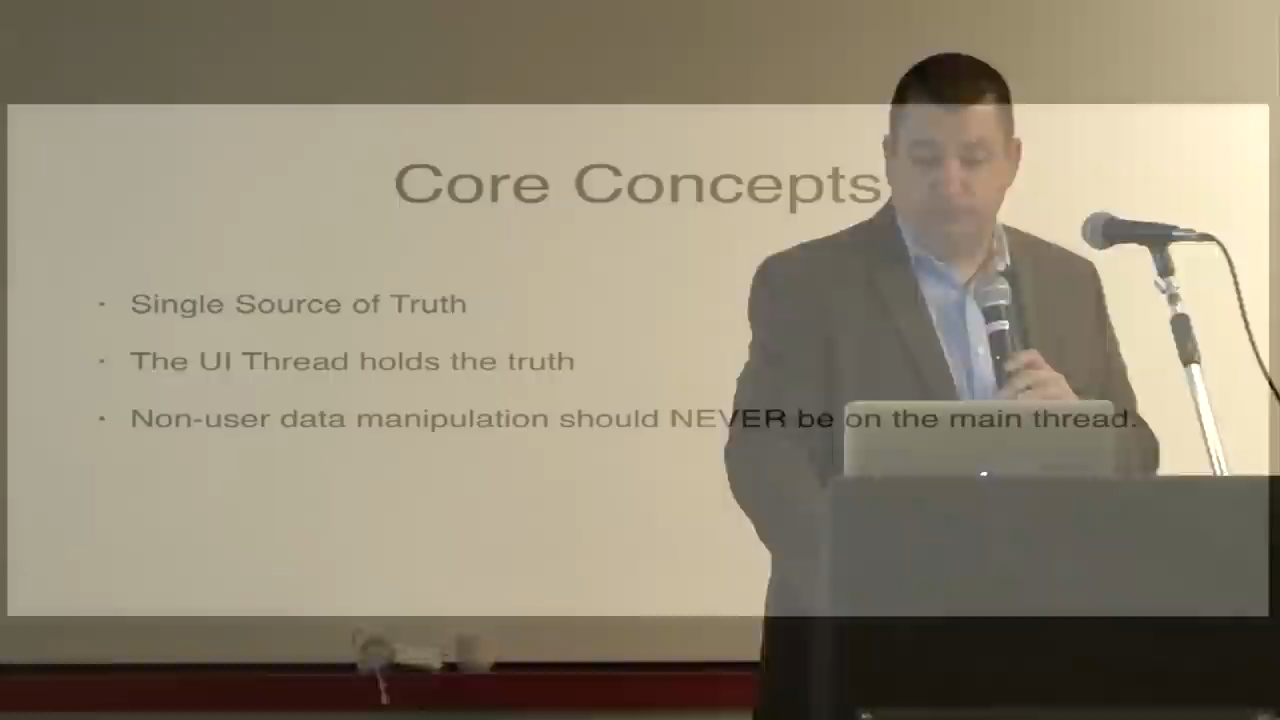 Core Concepts
· Single Source of Truth
· The UI Thread holds the truth
· Non-user data manipulation should NEVER be on the main thread.